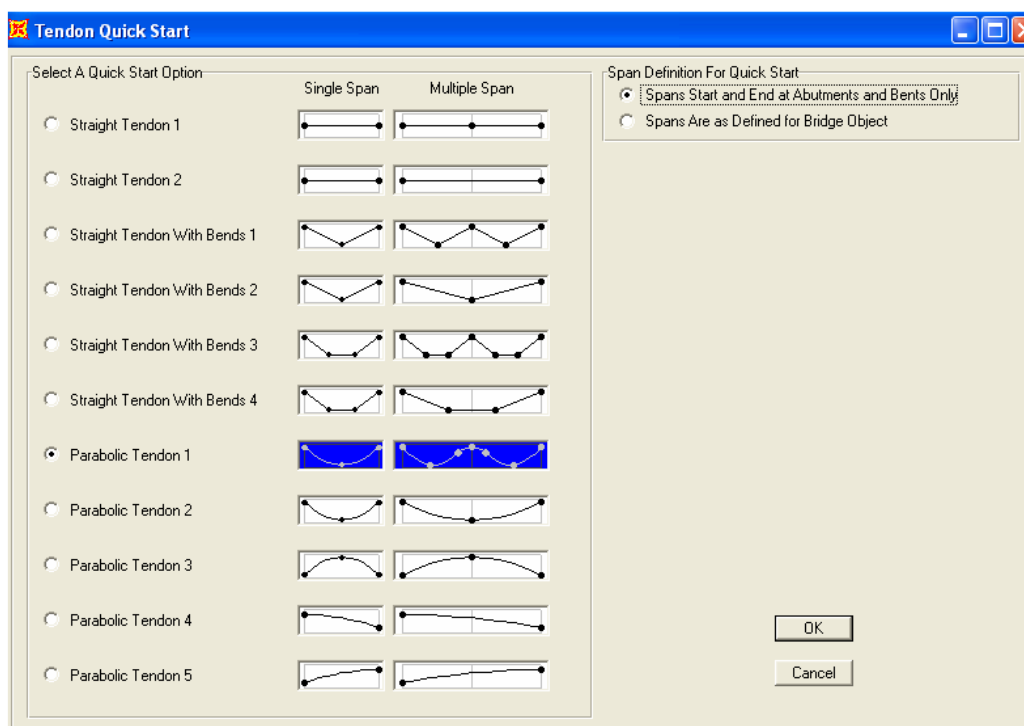 Tendon Quick Start
Select A Quick Start Option
Single Span Multiple Span
Straight Tendon 1
Straight Tendon 2
Straight Tendon With Bends 1
Straight Tendon With Bends 2
Straight Tendon With Bends 3
Straight Tendon With Bends 4
Parabolic Tendon 1
Parabolic Tendon 2
Parabolic Tendon 3
Parabolic Tendon 4
Parabolic Tendon 5
Span Definition For Quick Start
Spans Start and End at Abutments and Bents Only
Spans Are as Defined for Bridge Object
OK
Cancel